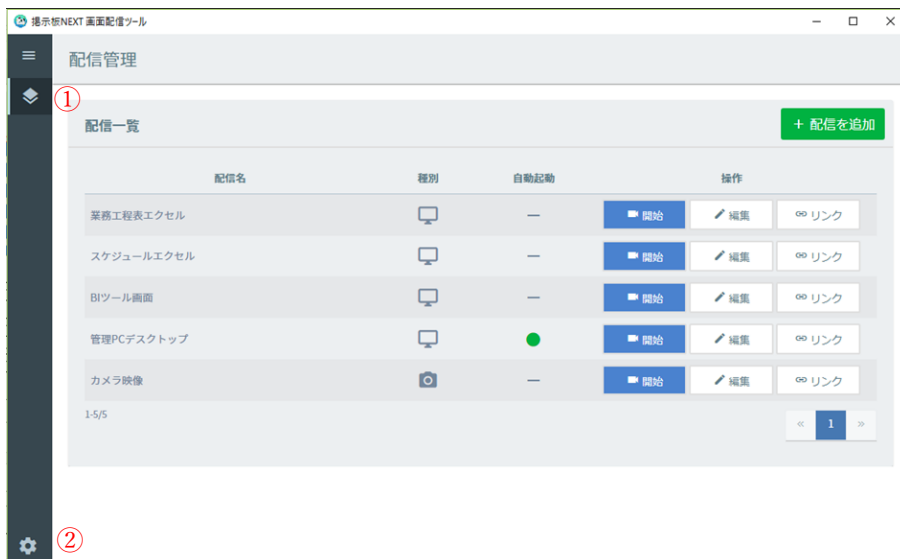 掲示板NEXT 画面配信ツール
配信管理
①
配信一覧
+ 配信を追加
配信名 種別 自動起動 操作
業務工程表エクセル — 開始 編集 リンク
スケジュールエクセル — 開始 編集 リンク
BIツール画面 — 開始 編集 リンク
管理PCデスクトップ 開始 編集 リンク
カメラ映像 — 開始 編集 リンク
1-5/5
« 1 »
②